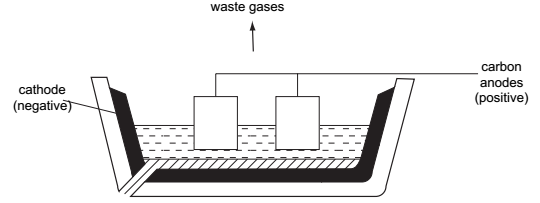 waste gases
cathode
(negative)
carbon
anodes
(positive)